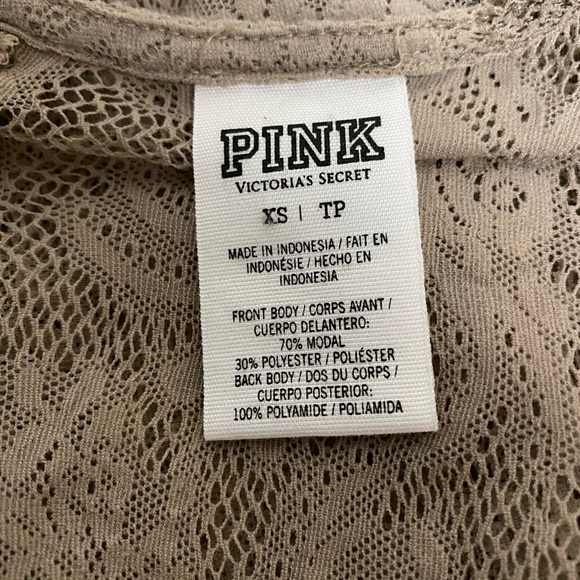 PINK
VICTORIA'S SECRET
XS | TP
MADE IN INDONESIA / FAIT EN
INDONÉSIE / HECHO EN
INDONESIA
FRONT BODY / CORPS AVANT /
CUERPO DELANTERO:
70% MODAL
30% POLYESTER / POLIÉSTER
BACK BODY / DOS DU CORPS /
CUERPO POSTERIOR:
100% POLYAMIDE / POLIAMIDA